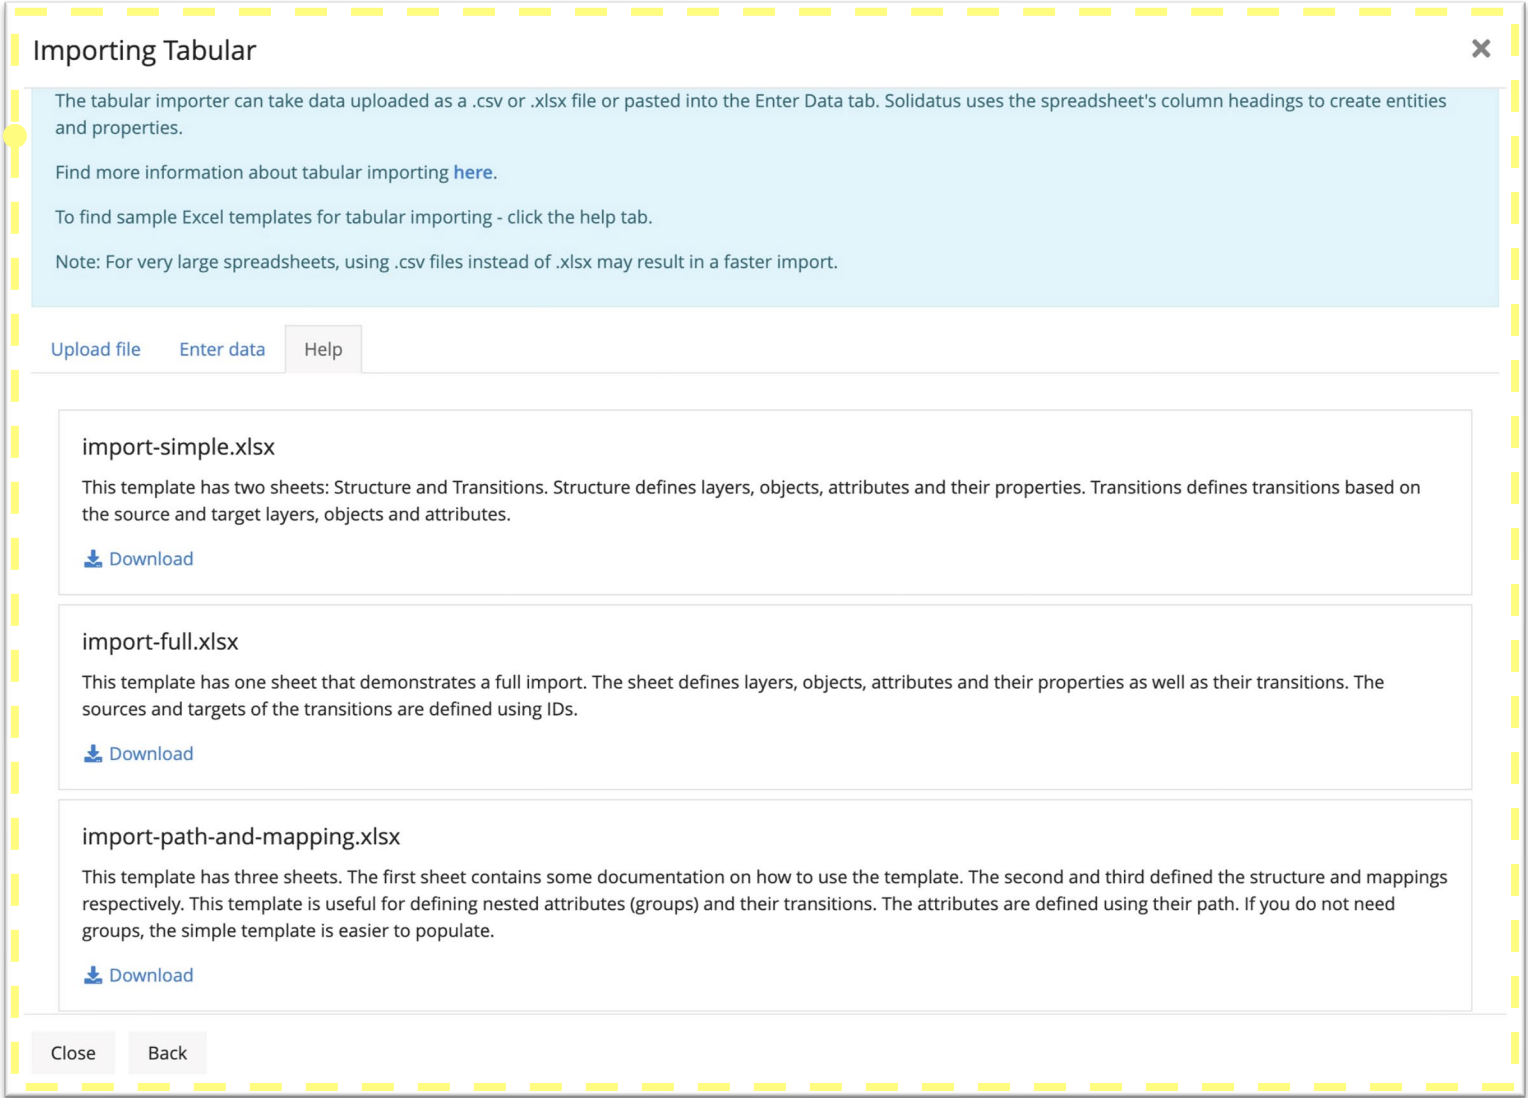 Importing Tabular
The tabular importer can take data uploaded as a .csv or .xlsx file or pasted into the Enter Data tab. Solidatus uses the spreadsheet's column headings to create entities
and properties.
Find more information about tabular importing here.
To find sample Excel templates for tabular importing - click the help tab.
Note: For very large spreadsheets, using .csv files instead of .xlsx may result in a faster import.
Upload file Enter data Help
import-simple.xlsx
This template has two sheets: Structure and Transitions. Structure defines layers, objects, attributes and their properties. Transitions defines transitions based on
the source and target layers, objects and attributes.
Download
import-full.xlsx
This template has one sheet that demonstrates a full import. The sheet defines layers, objects, attributes and their properties as well as their transitions. The
sources and targets of the transitions are defined using IDs.
Download
import-path-and-mapping.xlsx
This template has three sheets. The first sheet contains some documentation on how to use the template. The second and third defined the structure and mappings
respectively. This template is useful for defining nested attributes (groups) and their transitions. The attributes are defined using their path. If you do not need
groups, the simple template is easier to populate.
Download
Close Back